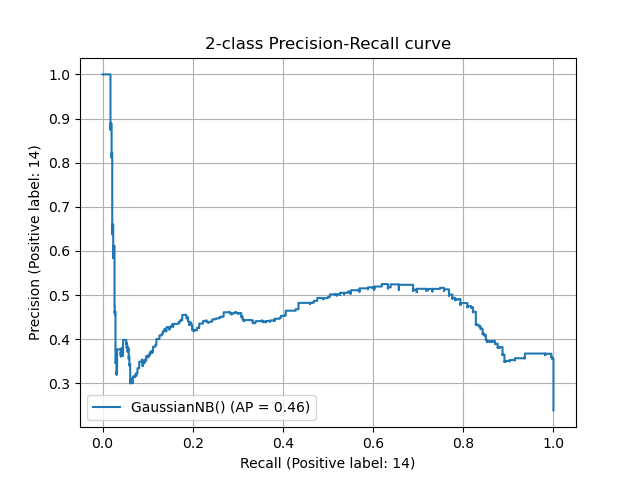 2-class Precision-Recall curve
Precision (Positive label: 14)
1.0
0.9
0.8
0.7
0.6
0.5
0.4
0.3
GaussianNB() (AP = 0.46)
0.0 0.2 0.4 0.6 0.8 1.0
Recall (Positive label: 14)